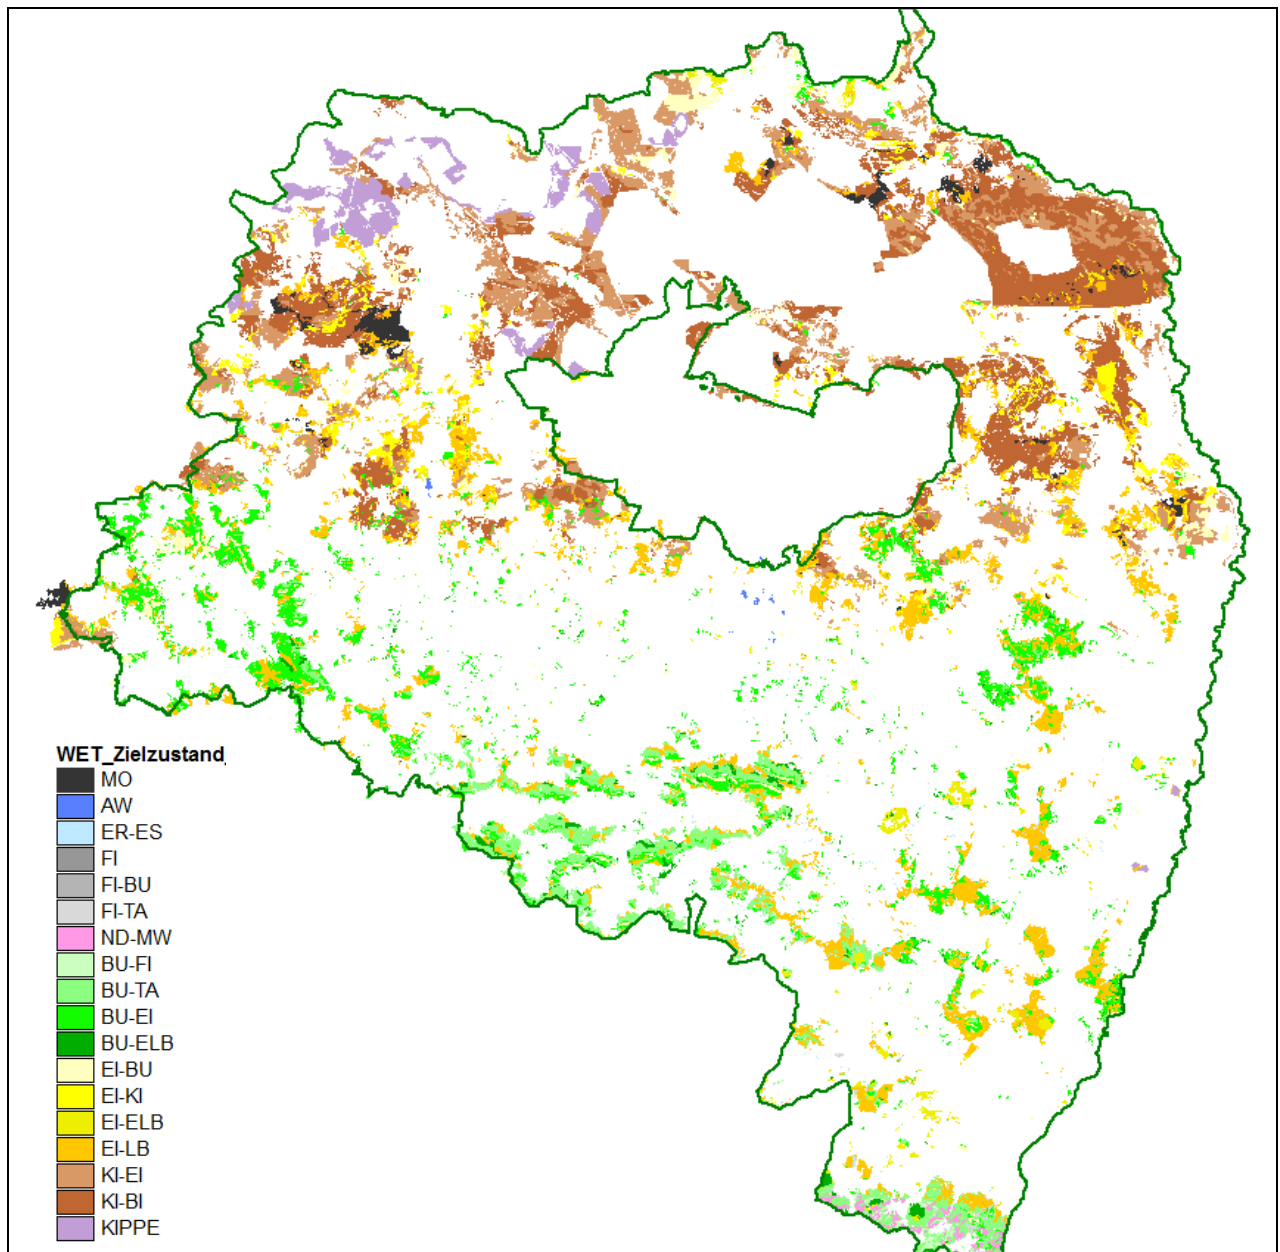 WET_Zielzustand
MO
AW
ER-ES
FI
FI-BU
FI-TA
ND-MW
BU-FI
BU-TA
BU-EI
BU-ELB
EI-BU
EI-KI
EI-ELB
EI-LB
KI-EI
KI-BI
KIPPE